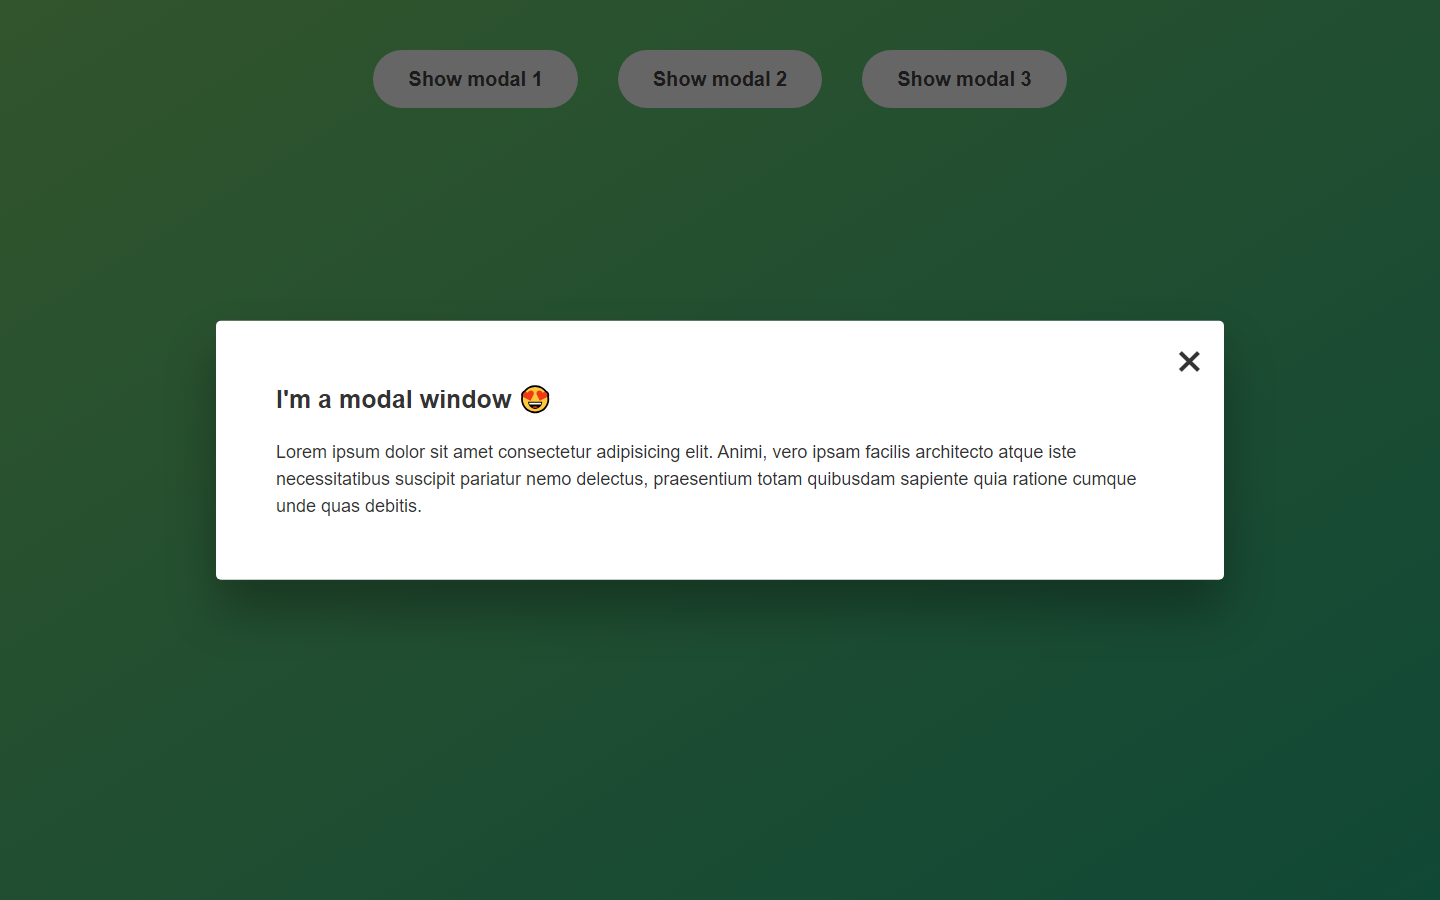 Show modal 1
Show modal 2
Show modal 3
I'm a modal window 😍
Lorem ipsum dolor sit amet consectetur adipisicing elit. Animi, vero ipsam facilis architecto atque iste
necessitatibus suscipit pariatur nemo delectus, praesentium totam quibusdam sapiente quia ratione cumque
unde quas debitis.